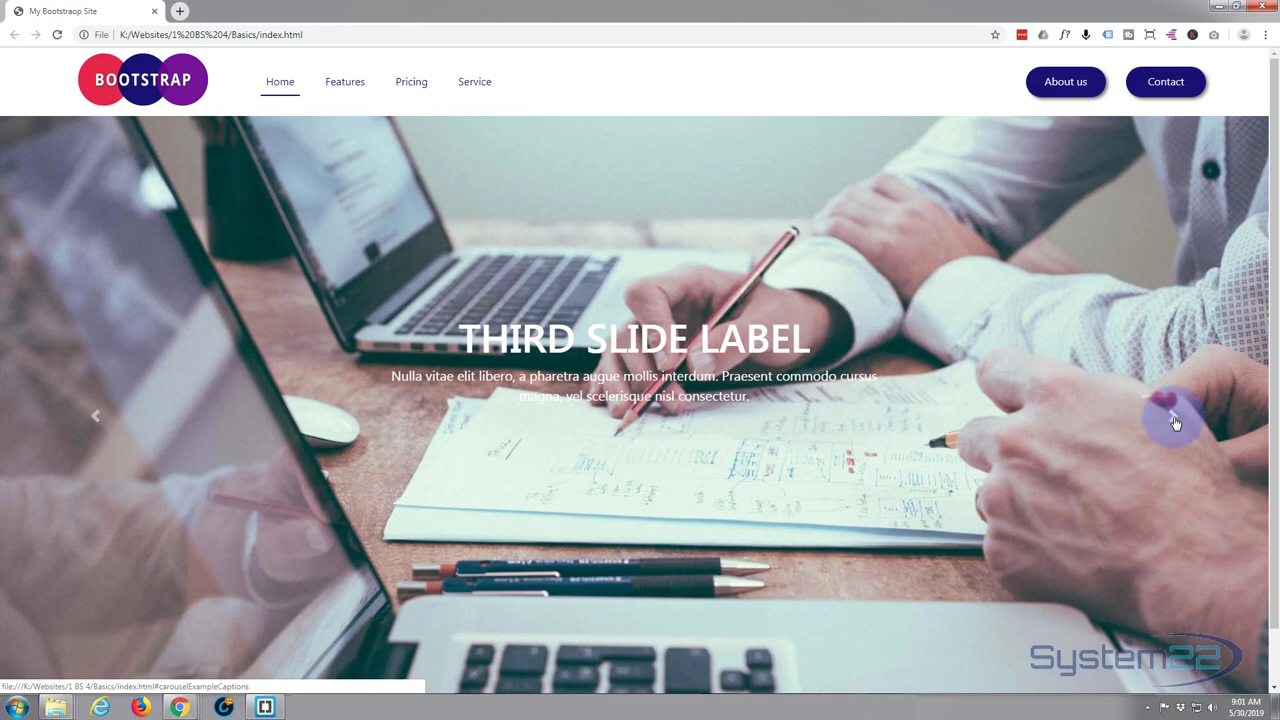 My Bootstraop Site
File
K:/Websites/1%20BS%204/Basics/index.html
BOOTSTRAP
Home
Features
Pricing
Service
About us
Contact
THIRD SLIDE LABEL
Nulla vitae elit libero, a pharetra augue mollis interdum. Praesent commodo cursus
magna, vel scelerisque nisl consectetur.
System22
file:///K:/Websites/1 BS 4/Basics/index.html#carouselExampleCaptions
9:01 AM
5/30/2019